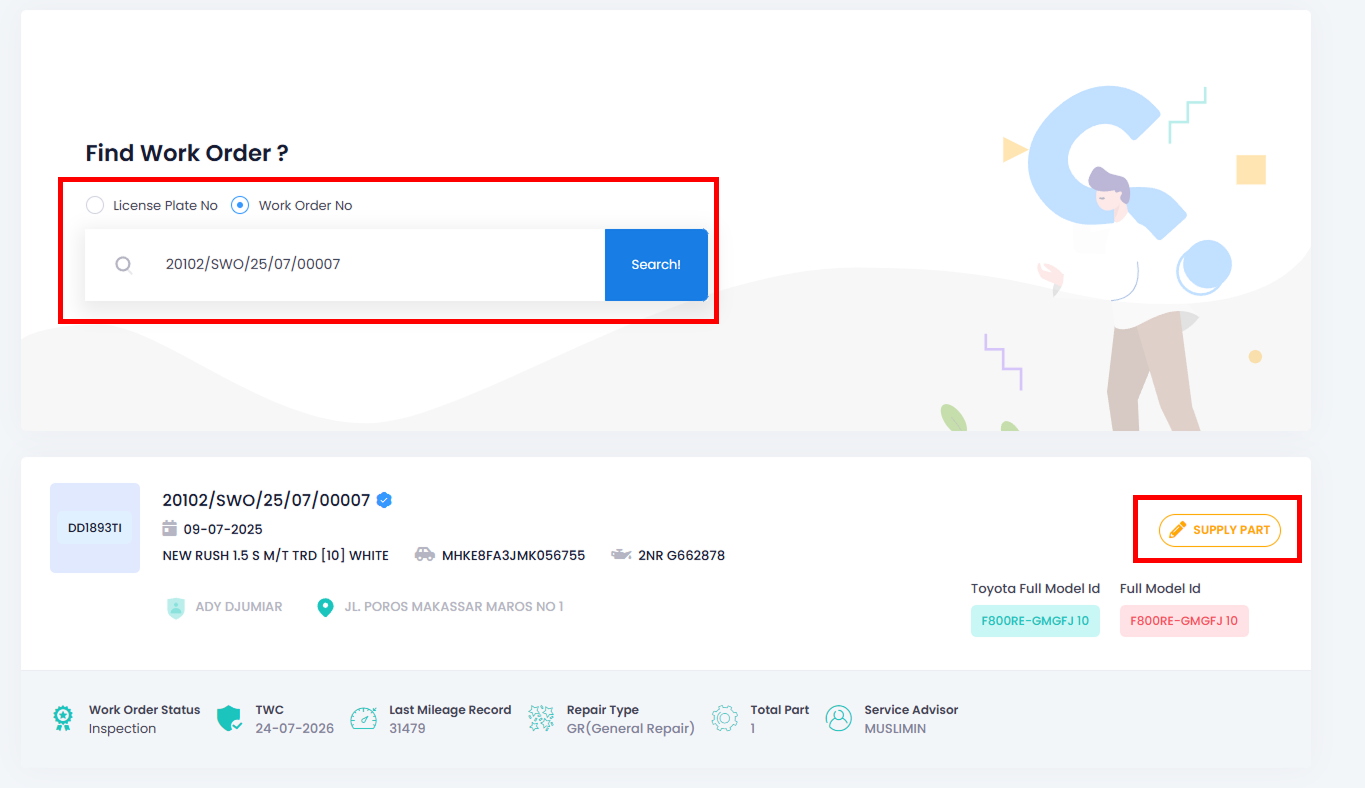 Find Work Order ?
License Plate No Work Order No
20102/SWO/25/07/00007 Search!
DD1893TI
20102/SWO/25/07/00007
09-07-2025
NEW RUSH 1.5 S M/T TRD [10] WHITE MHKE8FA3JMK056755 2NR G662878
ADY DJUMIAR JL. POROS MAKASSAR MAROS NO 1
SUPPLY PART
Toyota Full Model Id Full Model Id
F800RE-GMGFJ 10 F800RE-GMGFJ 10
Work Order Status TWC Last Mileage Record Repair Type Total Part Service Advisor
Inspection 24-07-2026 31479 GR(General Repair) 1 MUSLIMIN